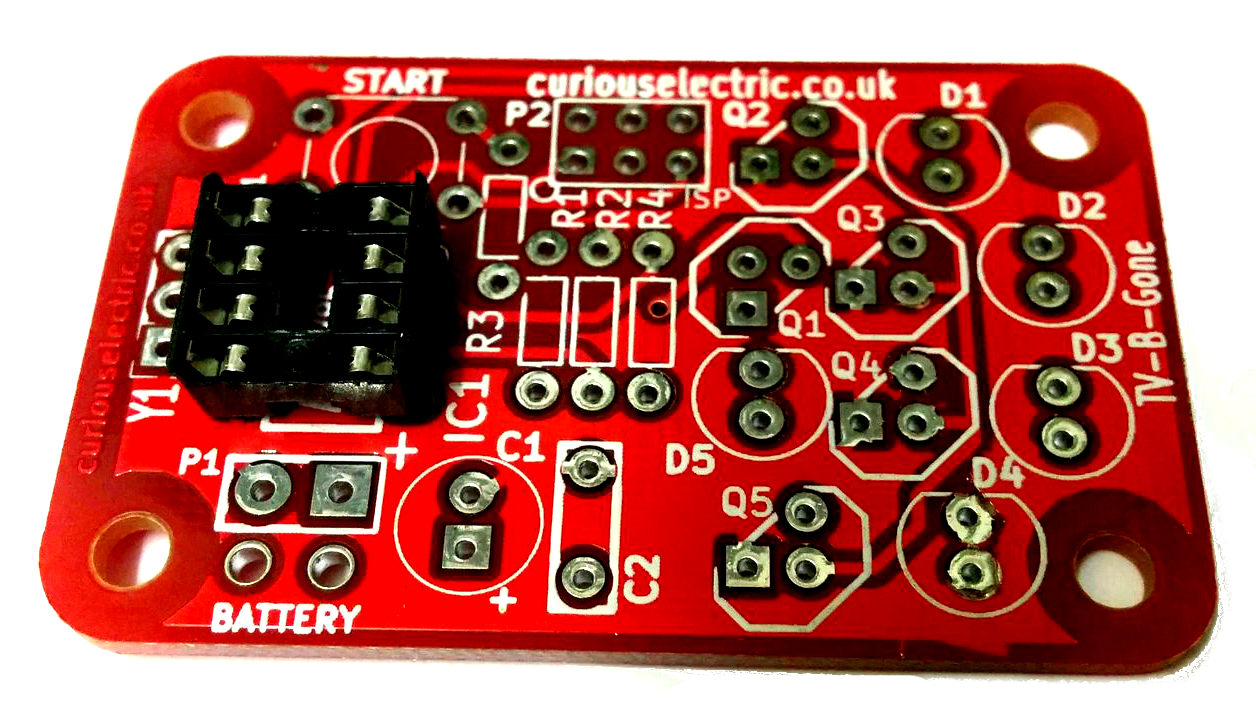 START
curiouselectric.co.uk
D1
P2
Q2
ISP
R1
R2
R4
D2
Q3
TV-B-Gone
Q1
R3
D3
Q4
Y1
IC1
curiouselectric.co.uk
P1
+
C1
D5
D4
Q5
C2
+
BATTERY